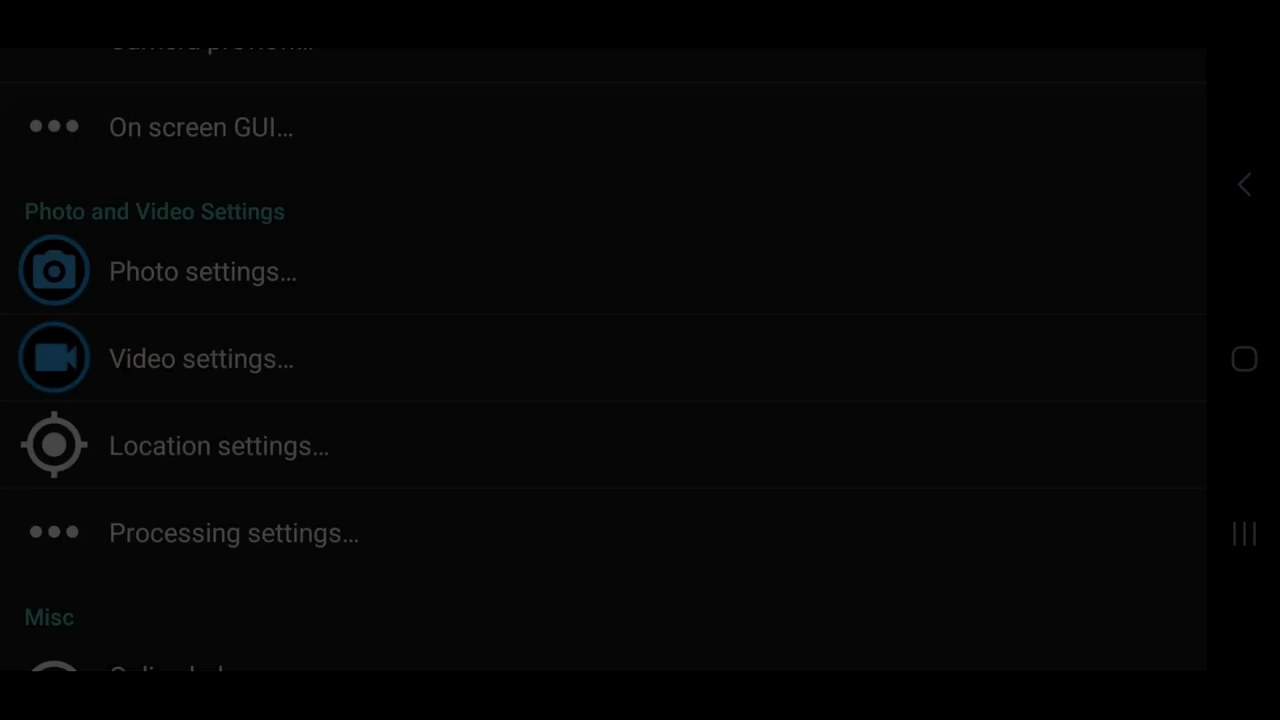 On screen GUI...
Photo and Video Settings
Photo settings...
Video settings...
Location settings...
Processing settings...
Misc